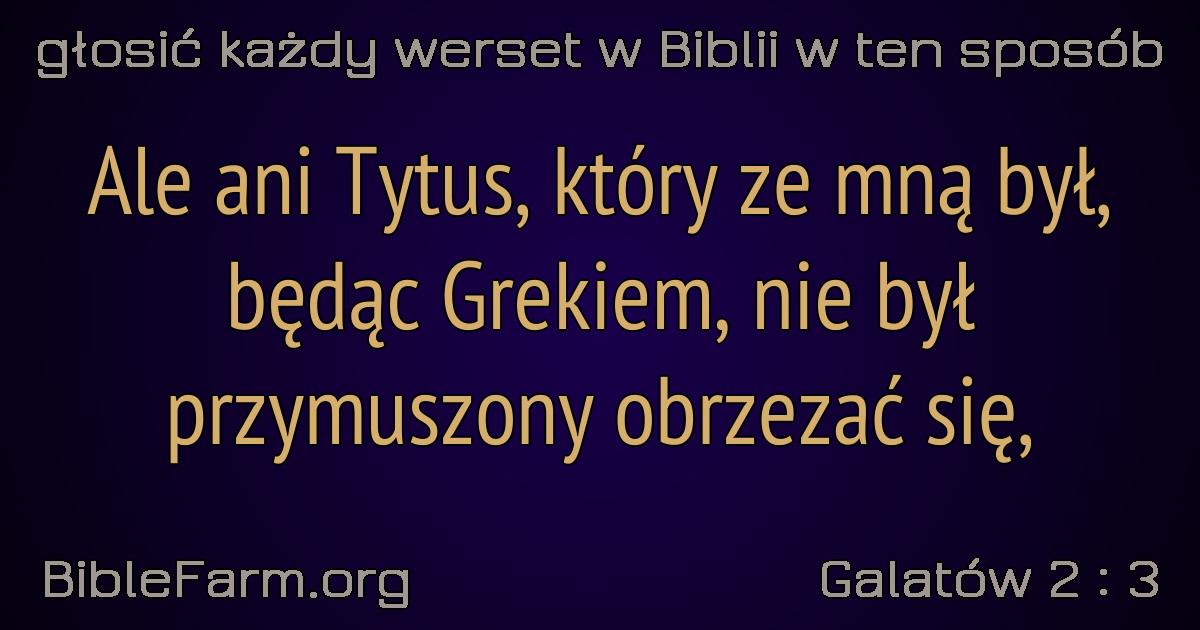 głosić każdy werset w Biblii w ten sposób
Ale ani Tytus, który ze mną był,
będąc Grekiem, nie był
przymuszony obrzezać się,
BibleFarm.org
Galatów 2 : 3